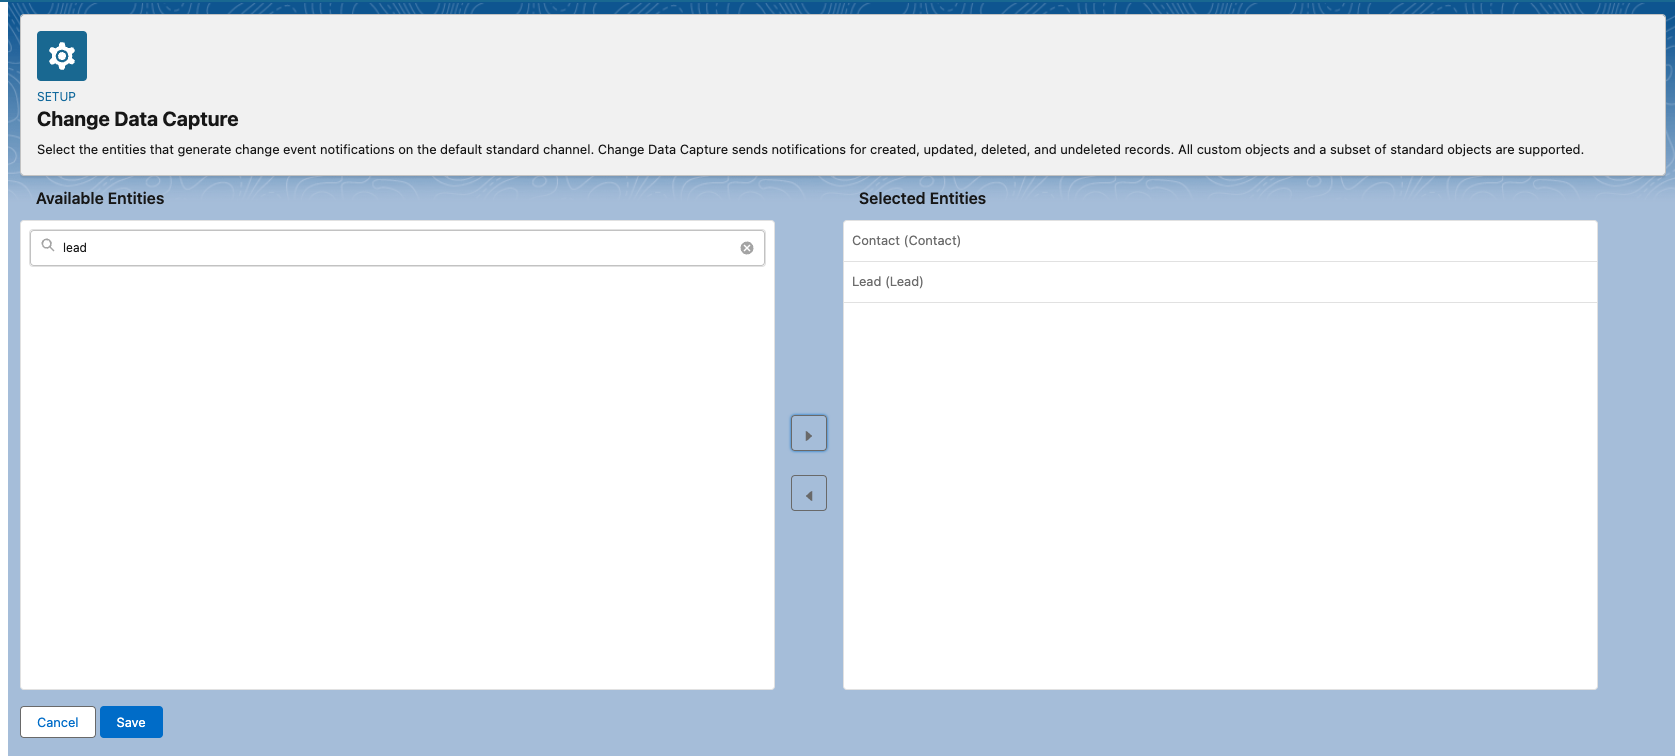 SETUP
Change Data Capture
Select the entities that generate change event notifications on the default standard channel. Change Data Capture sends notifications for created, updated, deleted, and undeleted records. All custom objects and a subset of standard objects are supported.
Available Entities
lead
Selected Entities
Contact (Contact)
Lead (Lead)
Cancel
Save